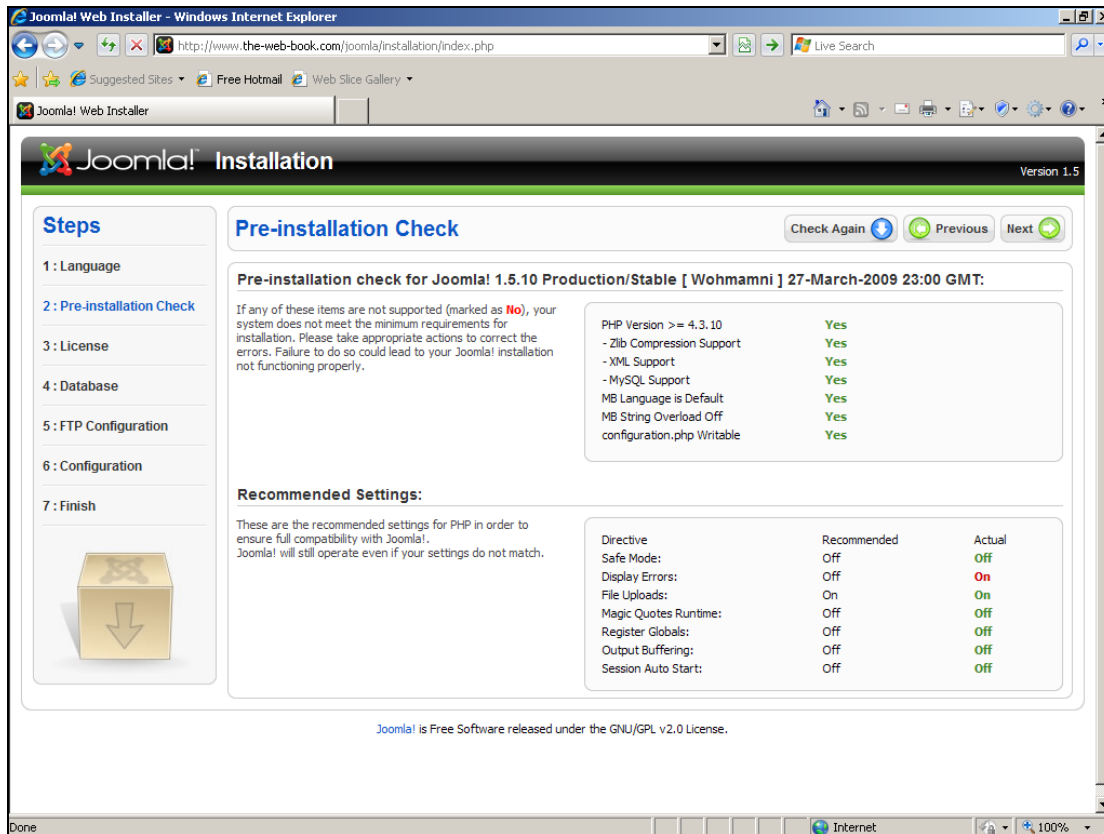 Joomla! Web Installer - Windows Internet Explorer
http://www.the-web-book.com/joomla/installation/index.php
Live Search
Suggested Sites
Free Hotmail
Web Slice Gallery
Joomla! Web Installer
Joomla!™ Installation
Version 1.5
Steps
1 : Language
2 : Pre-installation Check
3 : License
4 : Database
5 : FTP Configuration
6 : Configuration
7 : Finish
Pre-installation Check
Check Again
Previous
Next
Pre-installation check for Joomla! 1.5.10 Production/Stable [ Wohmamni ] 27-March-2009 23:00 GMT:
If any of these items are not supported (marked as No), your
system does not meet the minimum requirements for
installation. Please take appropriate actions to correct the
errors. Failure to do so could lead to your Joomla! installation
not functioning properly.
PHP Version >= 4.3.10 Yes
- Zlib Compression Support Yes
- XML Support Yes
- MySQL Support Yes
MB Language is Default Yes
MB String Overload Off Yes
configuration.php Writable Yes
Recommended Settings:
These are the recommended settings for PHP in order to
ensure full compatibility with Joomla!.
Joomla! will still operate even if your settings do not match.
Directive Recommended Actual
Safe Mode: Off Off
Display Errors: Off On
File Uploads: On On
Magic Quotes Runtime: Off Off
Register Globals: Off Off
Output Buffering: Off Off
Session Auto Start: Off Off
Joomla! is Free Software released under the GNU/GPL v2.0 License.
Done
Internet
100%